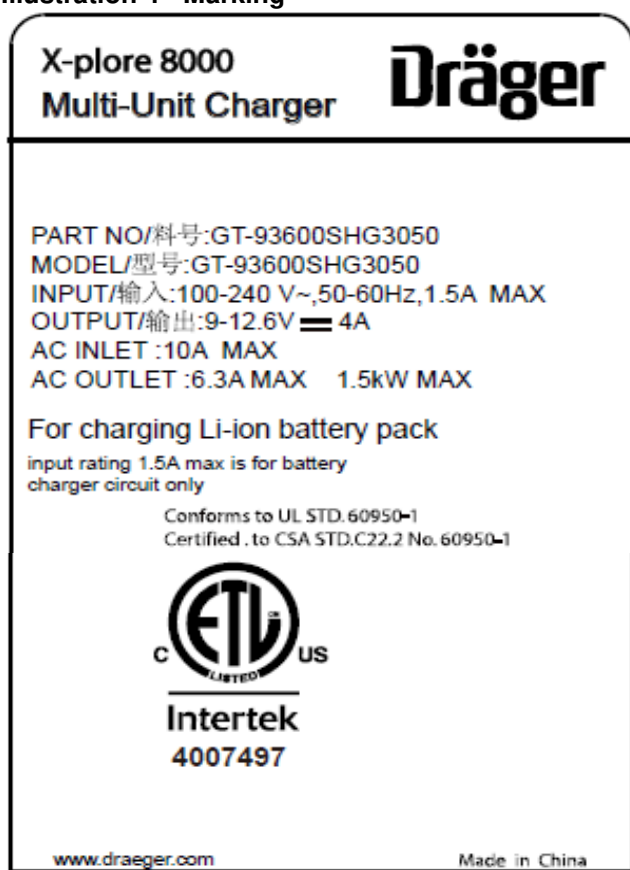 Illustration 1 - Marking
X-plore 8000
Multi-Unit Charger
Dräger
PART NO/料号:GT-93600SHG3050
MODEL/型号:GT-93600SHG3050
INPUT/输入:100-240 V~,50-60Hz,1.5A MAX
OUTPUT/输出:9-12.6V ⎓ 4A
AC INLET :10A MAX
AC OUTLET :6.3A MAX 1.5kW MAX
For charging Li-ion battery pack
input rating 1.5A max is for battery
charger circuit only
Conforms to UL STD. 60950-1
Certified . to CSA STD.C22.2 No. 60950-1
ETL
CM
C US
LISTED
Intertek
4007497
www.draeger.com Made in China